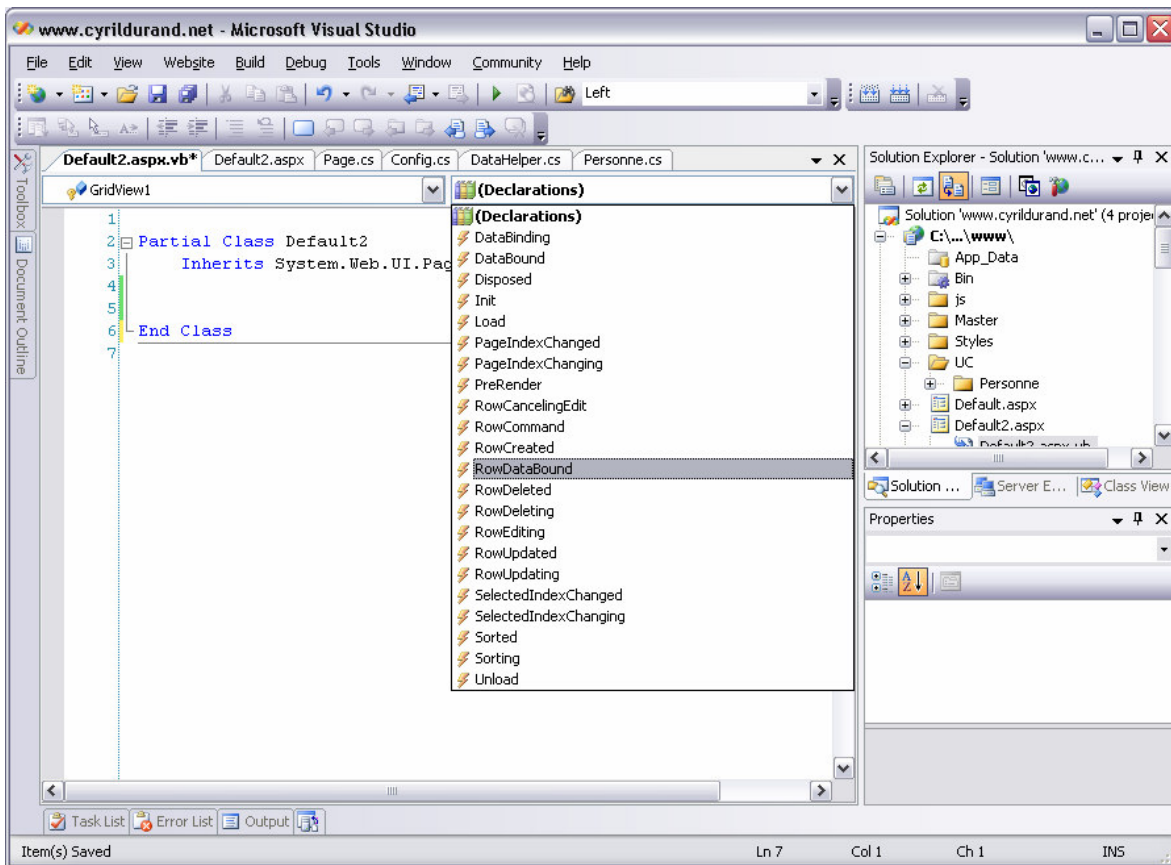 www.cyrildurand.net - Microsoft Visual Studio
File Edit View Website Build Debug Tools Window Community Help
Left
Default2.aspx.vb* Default2.aspx Page.cs Config.cs DataHelper.cs Personne.cs
GridView1 (Declarations)
Toolbox
Document Outline
1
2 Partial Class Default2
3 Inherits System.Web.UI.Pag
4
5
6 End Class
7
(Declarations)
DataBinding
DataBound
Disposed
Init
Load
PageIndexChanged
PageIndexChanging
PreRender
RowCancelingEdit
RowCommand
RowCreated
RowDataBound
RowDeleted
RowDeleting
RowEditing
RowUpdated
RowUpdating
SelectedIndexChanged
SelectedIndexChanging
Sorted
Sorting
Unload
Solution Explorer - Solution 'www.c...
Solution 'www.cyrildurand.net' (4 projec
C:\...\www\
App_Data
Bin
js
Master
Styles
UC
Personne
Default.aspx
Default2.aspx
Default2.aspx.vb
Solution ... Server E... Class View
Properties
Task List Error List Output
Item(s) Saved Ln 7 Col 1 Ch 1 INS